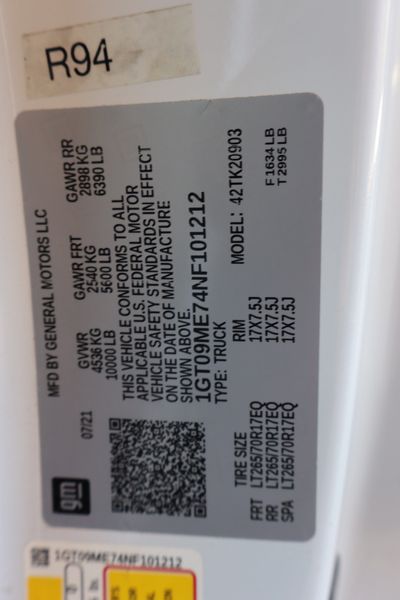 R94
MFD BY GENERAL MOTORS LLC
07/21
GVWR GAWR FRT GAWR RR
4536 KG 2540 KG 2898 KG
10000 LB 5600 LB 6390 LB
THIS VEHICLE CONFORMS TO ALL
APPLICABLE U.S. FEDERAL MOTOR
VEHICLE SAFETY STANDARDS IN EFFECT
ON THE DATE OF MANUFACTURE
SHOWN ABOVE.
1GT09ME74NF101212
TYPE: TRUCK MODEL: 42TK20903
TIRE SIZE RIM
FRT LT265/70R17EQ 17X7.5J F1634 LB
RR LT265/70R17EQ 17X7.5J T2995 LB
SPA LT265/70R17EQ 17X7.5J
gm
1GT09ME74NF101212